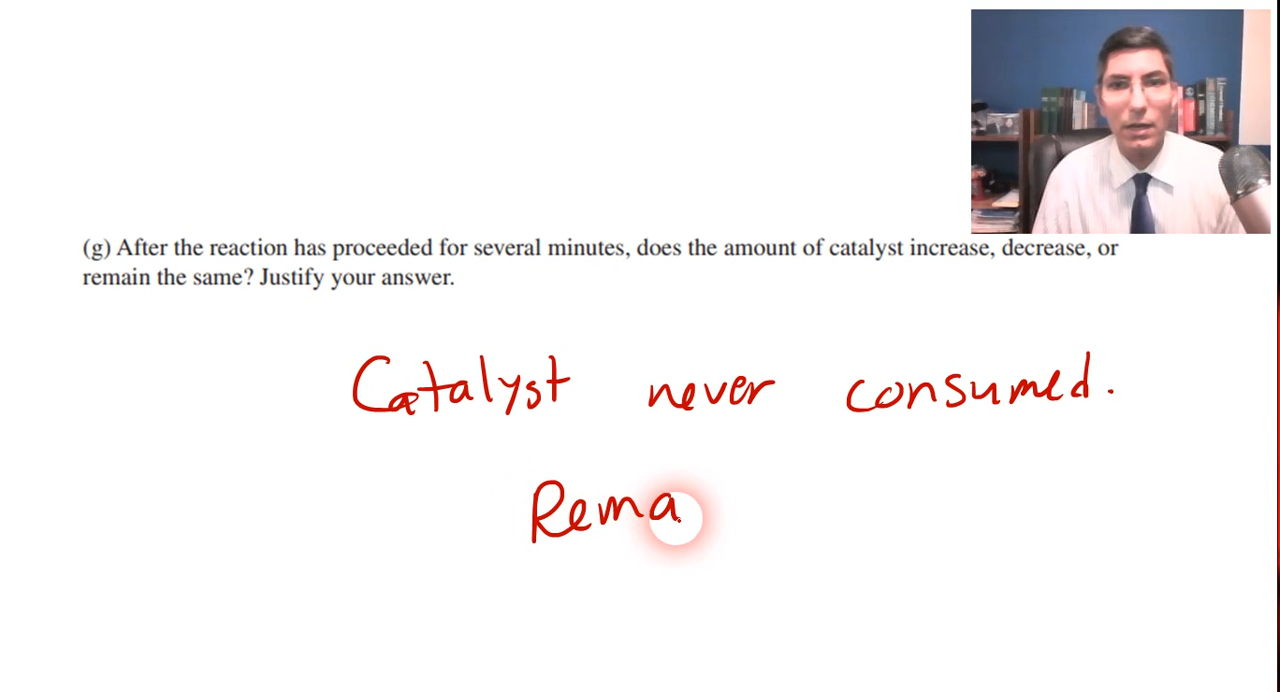 (g) After the reaction has proceeded for several minutes, does the amount of catalyst increase, decrease, or
remain the same? Justify your answer.
Catalyst never consumed.
Rema